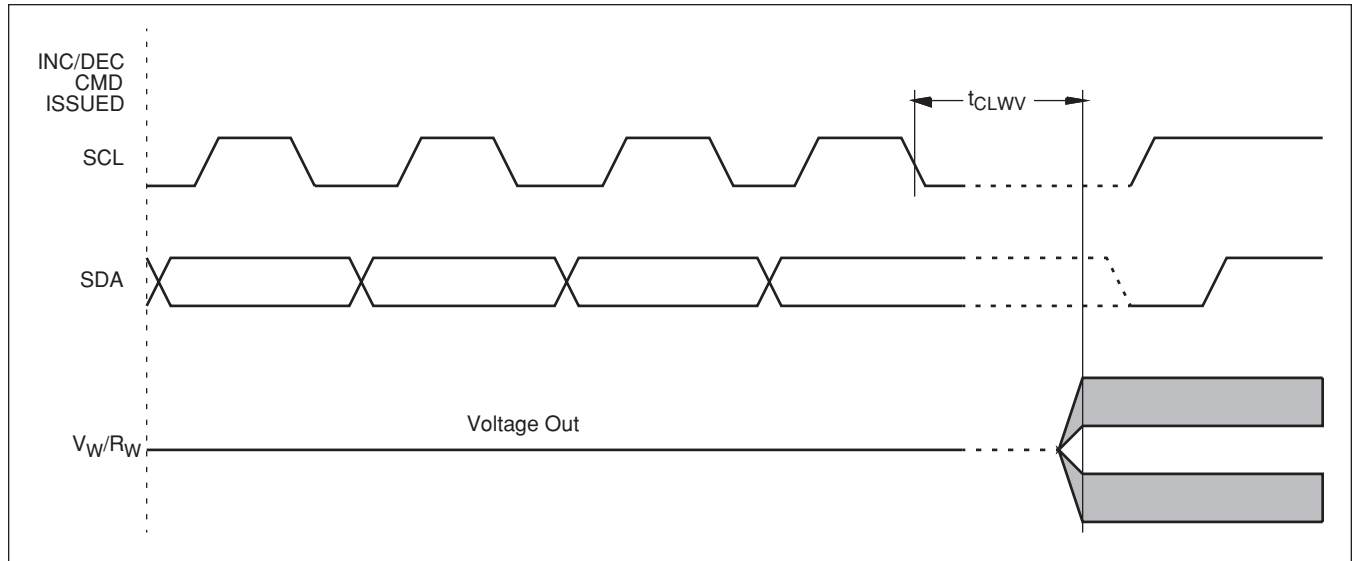 INC/DEC
CMD
ISSUED
tCLWV
SCL
SDA
Voltage Out
VW/RW